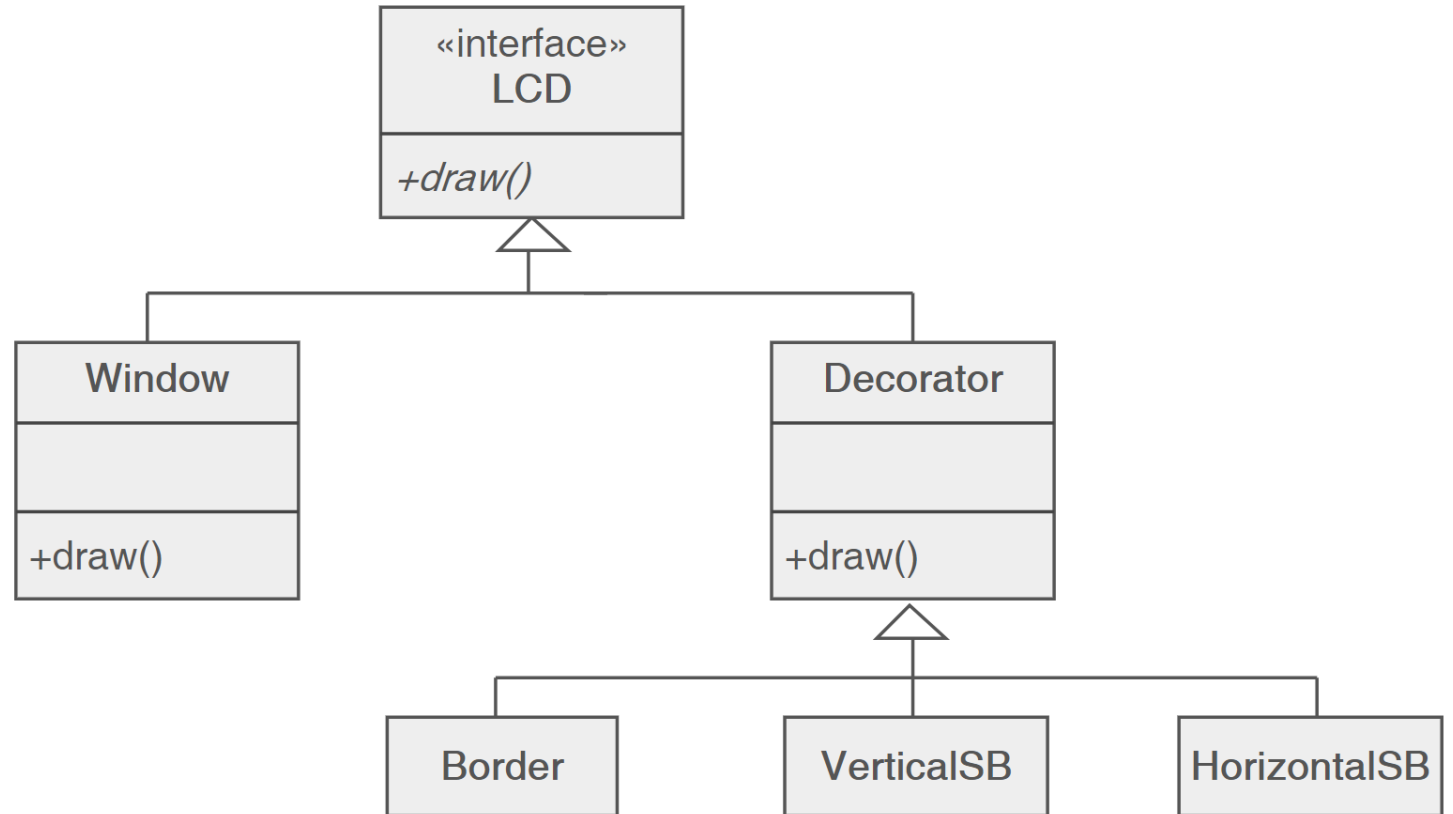 «interface»
LCD
+draw()
Window
+draw()
Decorator
+draw()
Border
VerticalSB
HorizontalSB